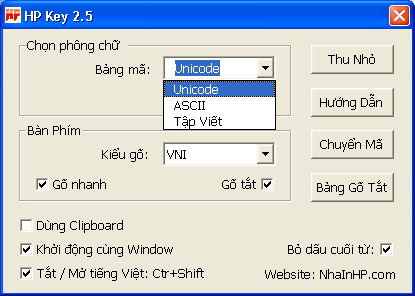 HP HP Key 2.5
Chọn phông chữ
Bảng mã: Unicode
Unicode
ASCII
Tập Viết
Thu Nhỏ
Hướng Dẫn
Bàn Phím
Kiểu gõ: VNI
Chuyển Mã
Gõ nhanh Gõ tắt
Bảng Gõ Tắt
Dùng Clipboard
Khởi động cùng Window Bỏ dấu cuối từ:
Tắt / Mở tiếng Việt: Ctr+Shift Website: NhaInHP.com